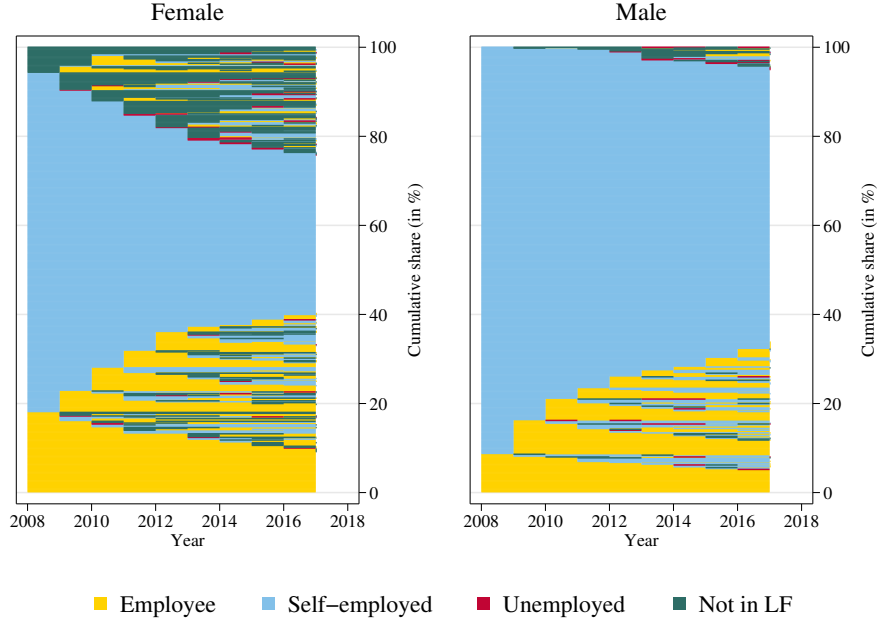 Female
Male
100
80
60
40
20
0
Cumulative share (in %)
2008 2010 2012 2014 2016 2018
Year
100
80
60
40
20
0
Cumulative share (in %)
2008 2010 2012 2014 2016 2018
Year
Employee Self−employed Unemployed Not in LF